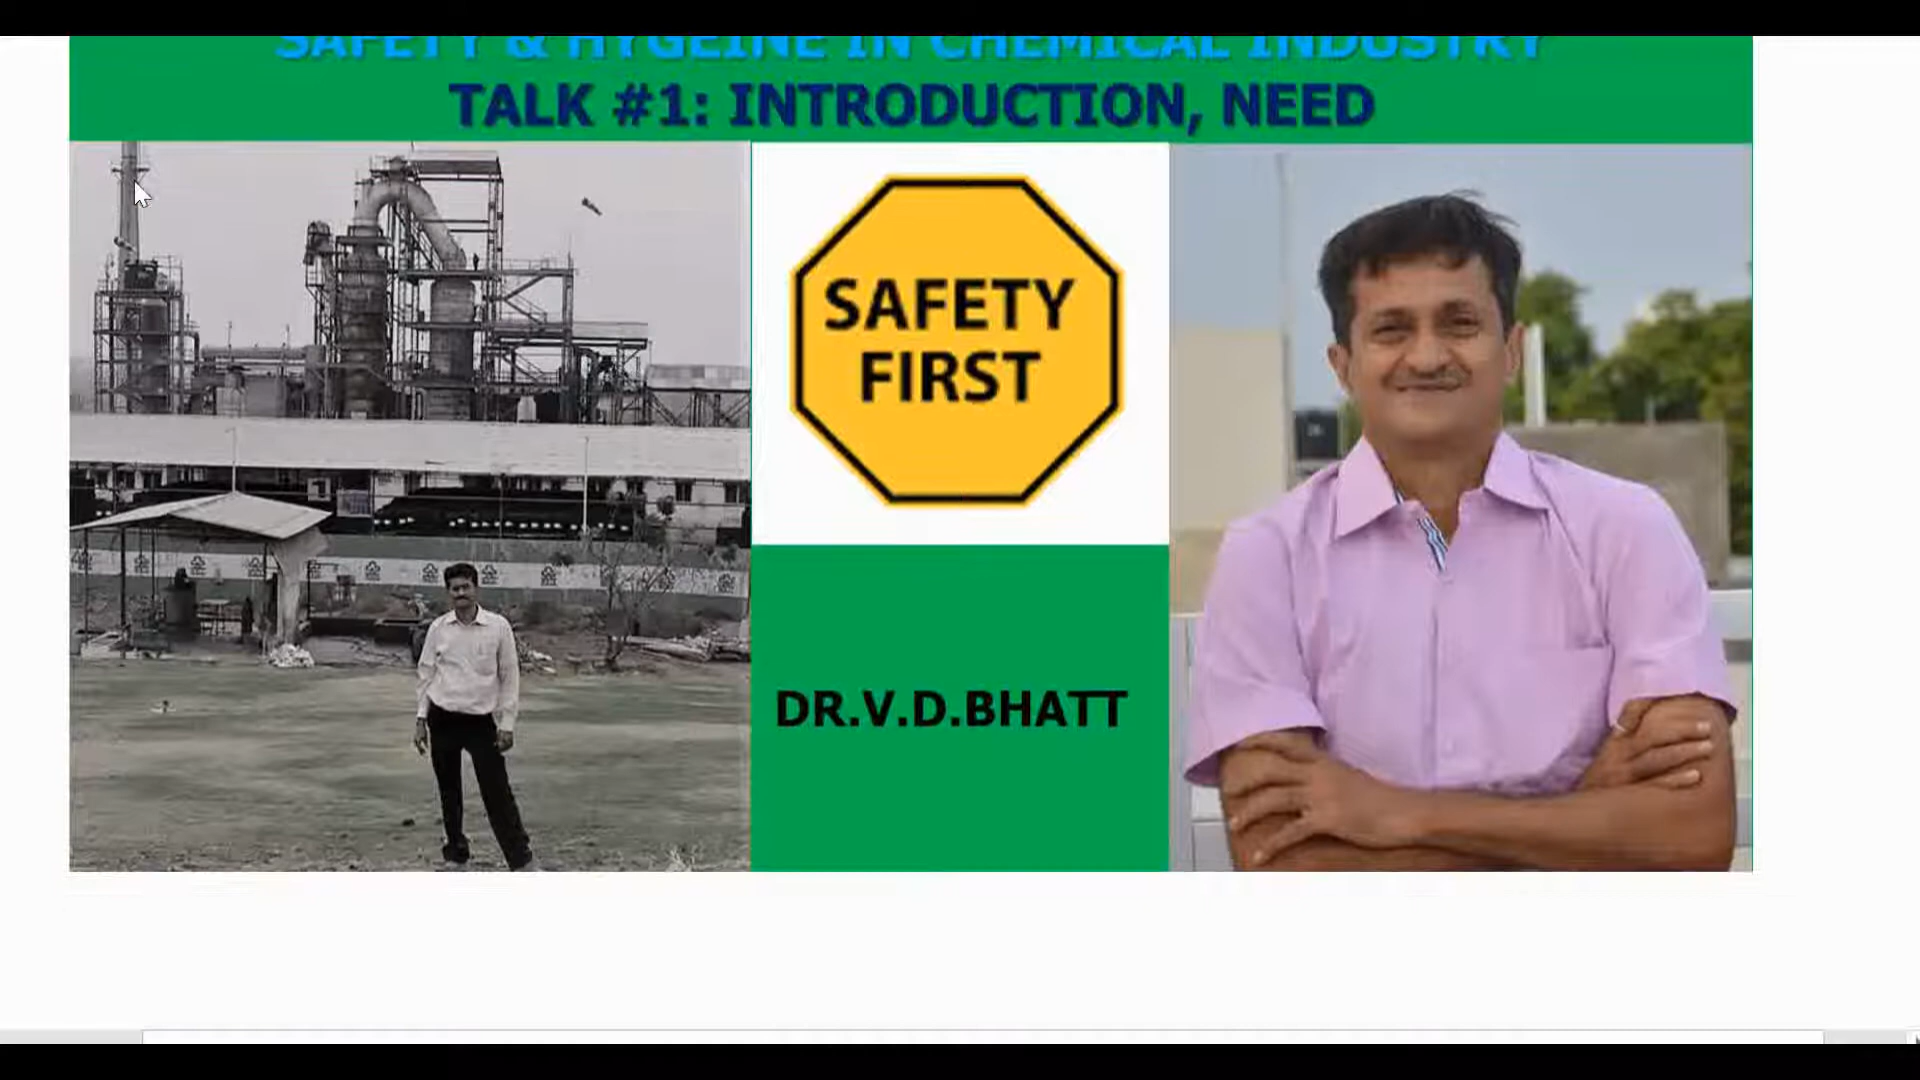 SAFETY & HYGEINE IN CHEMICAL INDUSTRY
TALK #1: INTRODUCTION, NEED
SAFETY
FIRST
DR.V.D.BHATT